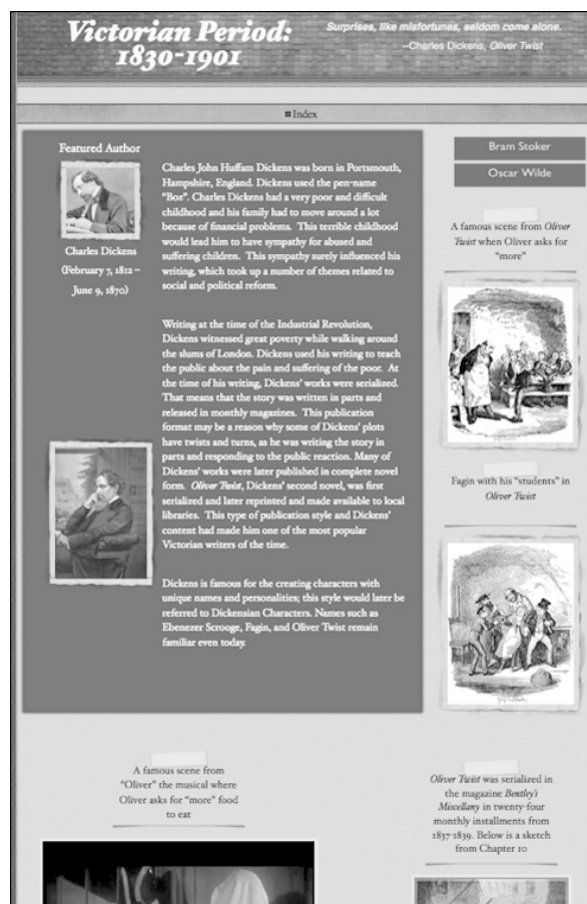 Victorian Period:
1830-1901
Surprises, like misfortunes, seldom come alone.
--Charles Dickens, Oliver Twist
Index
Featured Author
Charles Dickens
(February 7, 1812 –
June 9, 1870)
Charles John Huffam Dickens was born in Portsmouth,
Hampshire, England. Dickens used the pen-name
“Boz”. Charles Dickens had a very poor and difficult
childhood and his family had to move around a lot
because of financial problems. This terrible childhood
would lead him to have sympathy for abused and
suffering children. This sympathy surely influenced his
writing, which took up a number of themes related to
social and political reform.
Writing at the time of the Industrial Revolution,
Dickens witnessed great poverty while walking around
the slums of London. Dickens used his writing to teach
the public about the pain and suffering of the poor. At
the time of his writing, Dickens’ works were serialized.
That means that the story was written in parts and
released in monthly magazines. This publication
format may be a reason why some of Dickens’ plots
have twists and turns, as he was writing the story in
parts and responding to the public reaction. Many of
Dickens’ works were later published in complete novel
form. Oliver Twist, Dickens’ second novel, was first
serialized and later reprinted and made available to local
libraries. This type of publication style and Dickens’
content had made him one of the most popular
Victorian writers of the time.
Dickens is famous for the creating characters with
unique names and personalities; this style would later be
referred to Dickensian Characters. Names such as
Ebenezer Scrooge, Fagin, and Oliver Twist remain
familiar even today.
Bram Stoker
Oscar Wilde
A famous scene from Oliver
Twist when Oliver asks for
“more”
Fagin with his “students” in
Oliver Twist
A famous scene from
“Oliver” the musical where
Oliver asks for “more” food
to eat
Oliver Twist was serialized in
the magazine Bentley’s
Miscellany in twenty-four
monthly installments from
1837-1839. Below is a sketch
from Chapter 10